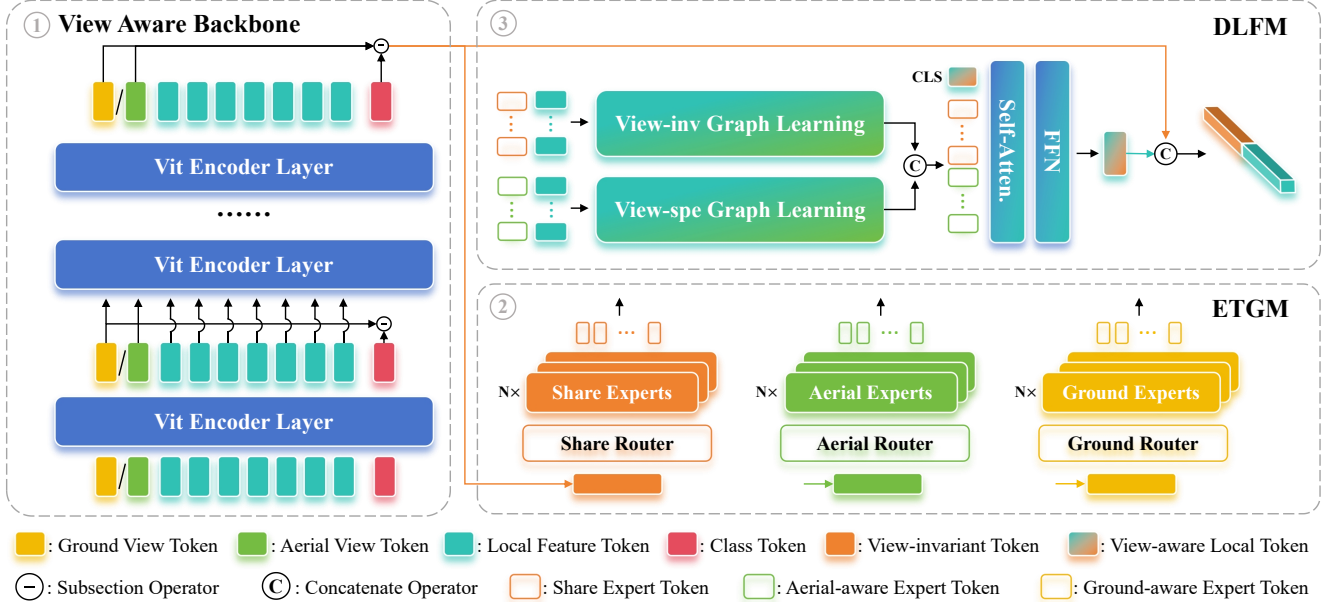 ① View Aware Backbone
/
Vit Encoder Layer
......
Vit Encoder Layer
/
Vit Encoder Layer
/
③ DLFM
CLS
View-inv Graph Learning
View-spe Graph Learning
C
Self-Atten.
FFN
C
② ETGM
N× Share Experts
N× Aerial Experts
N× Ground Experts
Share Router
Aerial Router
Ground Router
: Ground View Token : Aerial View Token : Local Feature Token : Class Token : View-invariant Token : View-aware Local Token
: Subsection Operator C : Concatenate Operator : Share Expert Token : Aerial-aware Expert Token : Ground-aware Expert Token